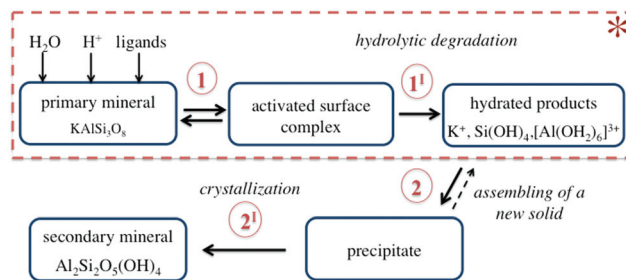 H₂O H⁺ ligands
hydrolytic degradation
*
1
1ᴵ
primary mineral
KAlSi₃O₈
activated surface
complex
hydrated products
K⁺, Si(OH)₄,[Al(OH₂)₆]³⁺
crystallization
2
assembling of a
new solid
2ᴵ
secondary mineral
Al₂Si₂O₅(OH)₄
precipitate